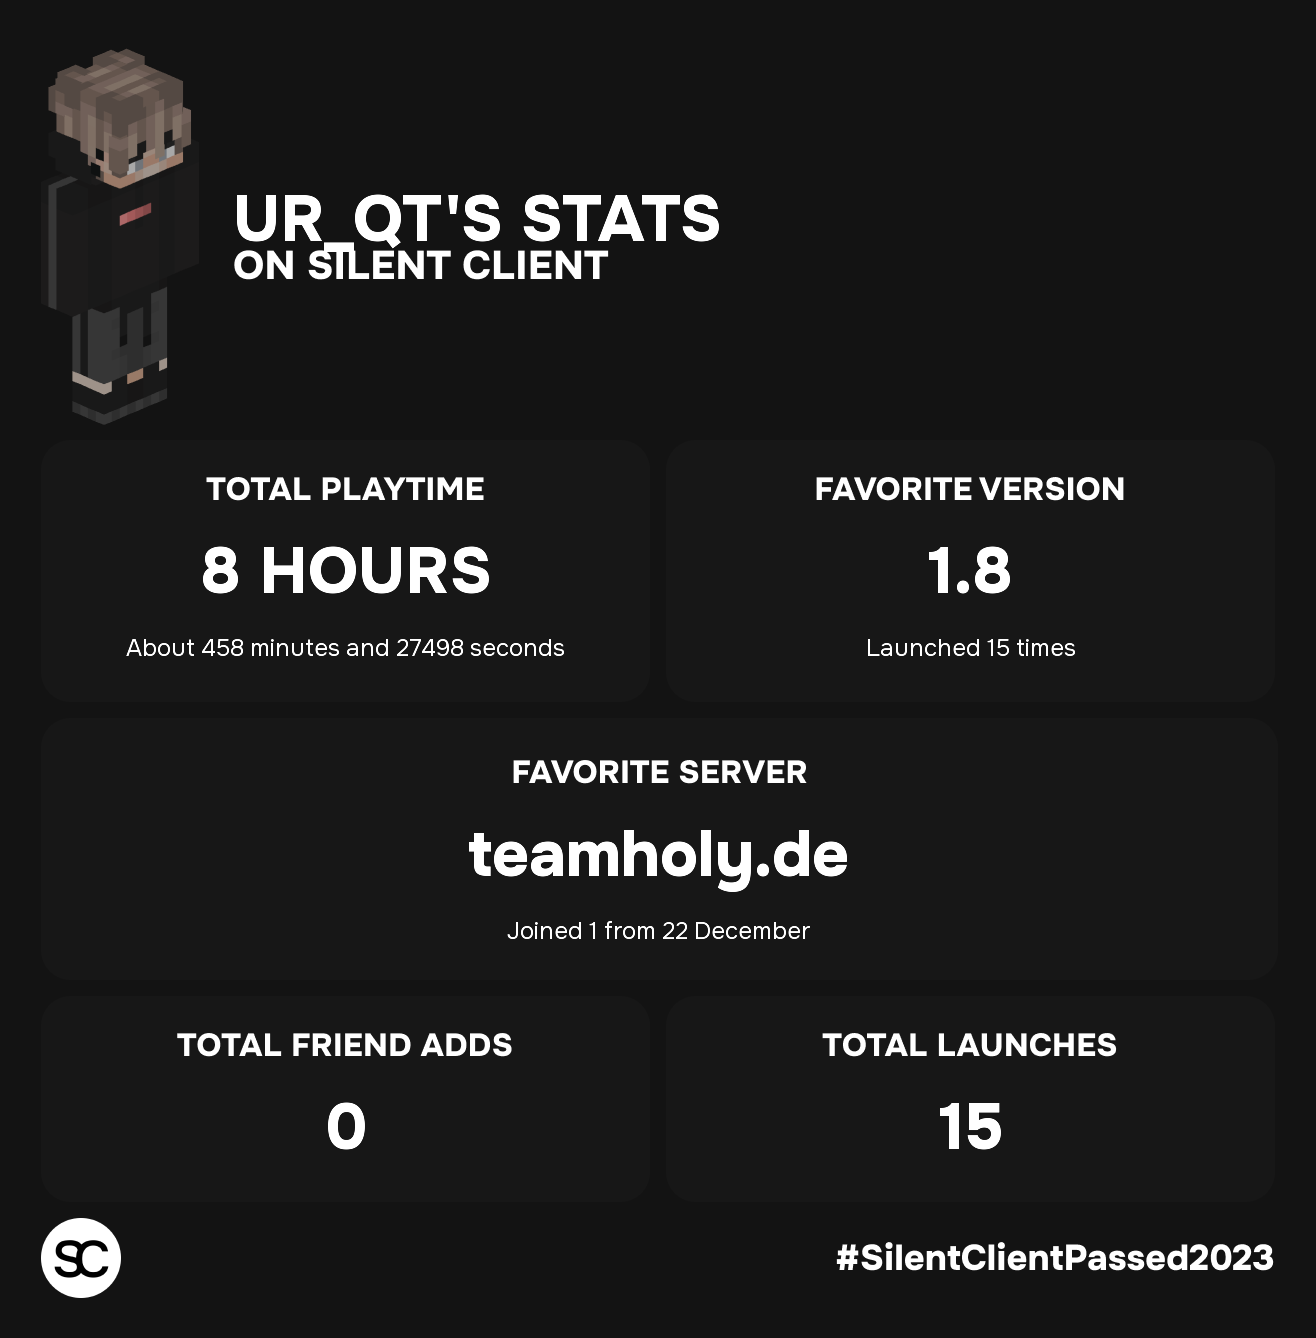 UR_QT'S STATS
ON SILENT CLIENT
TOTAL PLAYTIME
8 HOURS
About 458 minutes and 27498 seconds
FAVORITE VERSION
1.8
Launched 15 times
FAVORITE SERVER
teamholy.de
Joined 1 from 22 December
TOTAL FRIEND ADDS
0
TOTAL LAUNCHES
15
SC
#SilentClientPassed2023